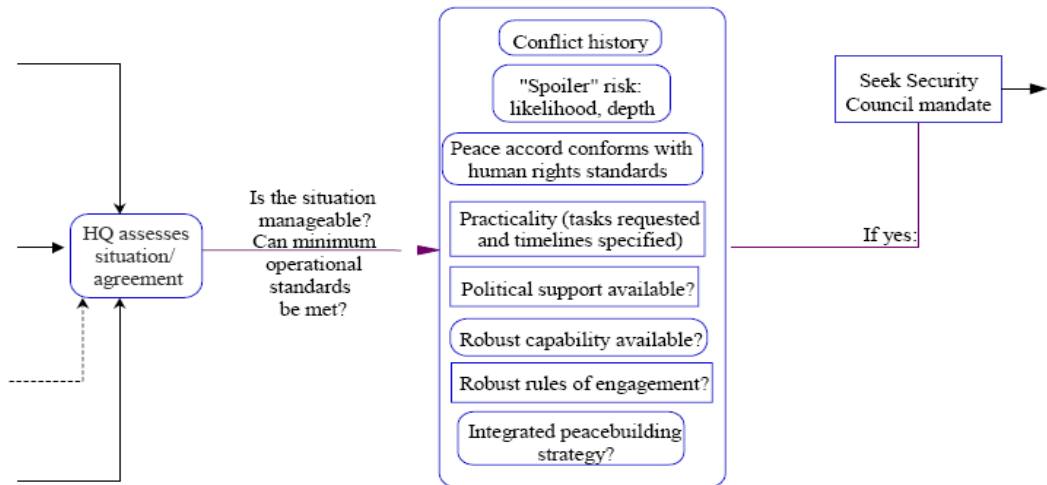 HQ assesses
situation/
agreement
Is the situation
manageable?
Can minimum
operational
standards
be met?
Conflict history
"Spoiler" risk:
likelihood, depth
Peace accord conforms with
human rights standards
Practicality (tasks requested
and timelines specified)
Political support available?
Robust capability available?
Robust rules of engagement?
Integrated peacebuilding
strategy?
If yes:
Seek Security
Council mandate